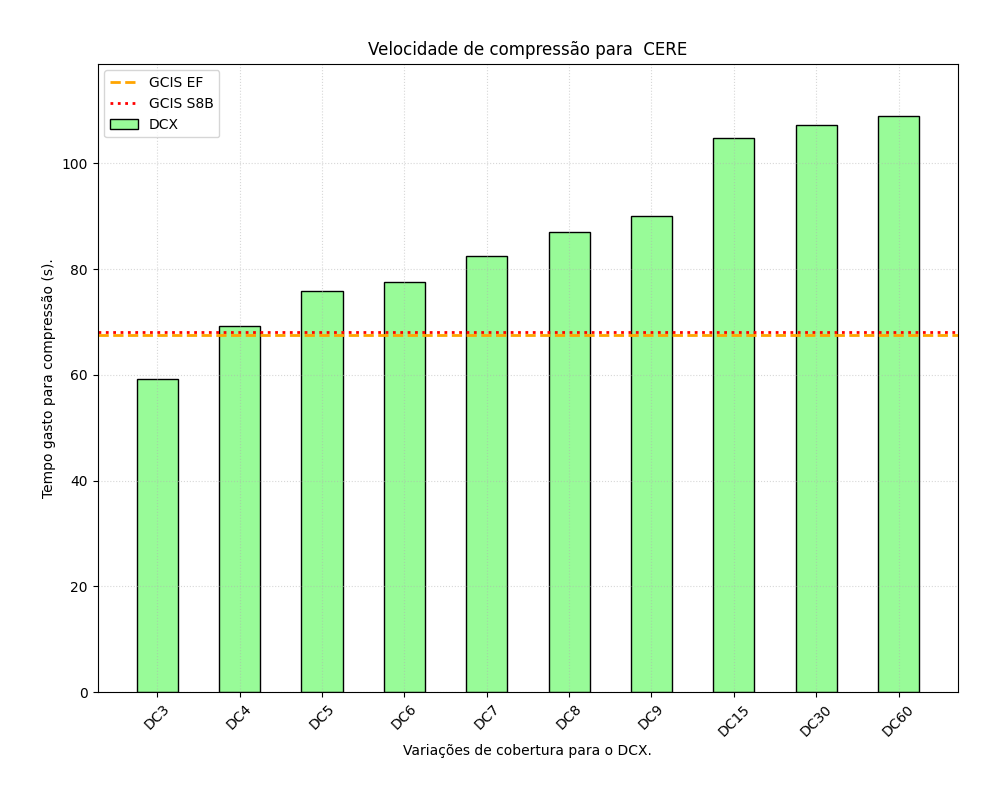 Velocidade de compressão para  CERE
GCIS EF
GCIS S8B
DCX
Tempo gasto para compressão (s).
100
80
60
40
20
0
DC3
DC4
DC5
DC6
DC7
DC8
DC9
DC15
DC30
DC60
Variações de cobertura para o DCX.